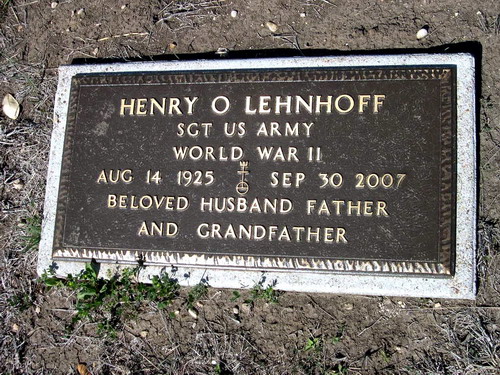 HENRY O LEHNHOFF
SGT US ARMY
WORLD WAR II
AUG 14 1925 SEP 30 2007
BELOVED HUSBAND FATHER
AND GRANDFATHER